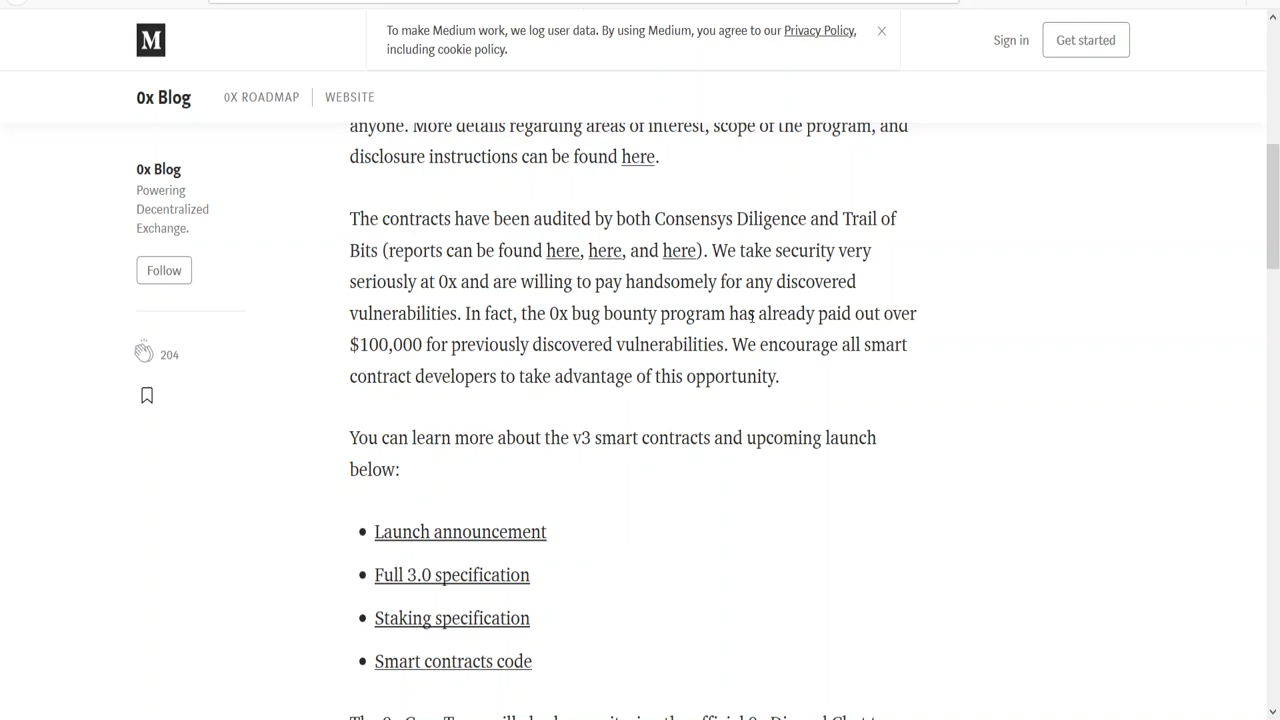 M
To make Medium work, we log user data. By using Medium, you agree to our Privacy Policy,
including cookie policy.
Sign in
Get started
0x Blog
0X ROADMAP
WEBSITE
anyone. More details regarding areas of interest, scope of the program, and
disclosure instructions can be found here.
0x Blog
Powering
Decentralized
Exchange.
Follow
204
The contracts have been audited by both Consensys Diligence and Trail of
Bits (reports can be found here, here, and here). We take security very
seriously at 0x and are willing to pay handsomely for any discovered
vulnerabilities. In fact, the 0x bug bounty program has already paid out over
$100,000 for previously discovered vulnerabilities. We encourage all smart
contract developers to take advantage of this opportunity.
You can learn more about the v3 smart contracts and upcoming launch
below:
• Launch announcement
• Full 3.0 specification
• Staking specification
• Smart contracts code